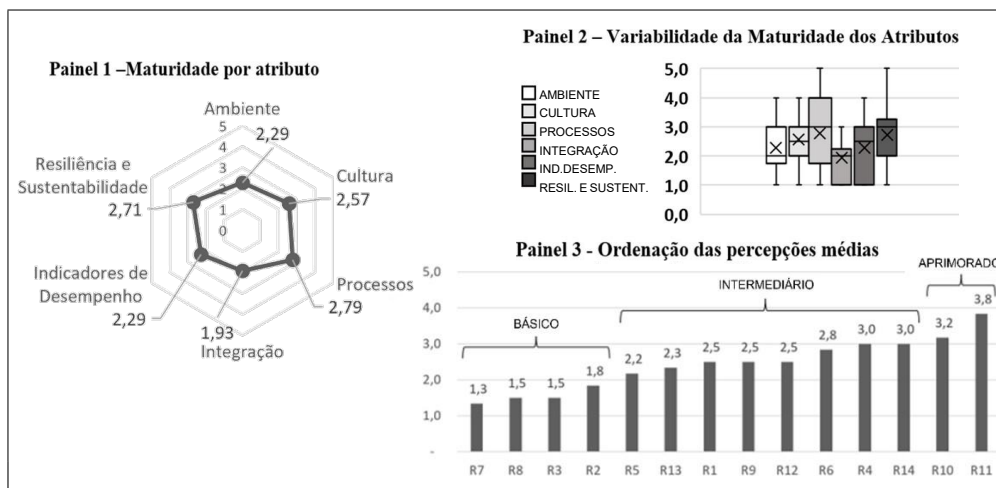 Painel 1 –Maturidade por atributo
Ambiente
2,29
Cultura
2,57
Processos
2,79
Integração
1,93
Indicadores de
Desempenho
2,29
Resiliência e
Sustentabilidade
2,71
5
4
3
2
1
0
Painel 2 – Variabilidade da Maturidade dos Atributos
AMBIENTE
CULTURA
PROCESSOS
INTEGRAÇÃO
IND.DESEMP.
RESIL. E SUSTENT.
5,0
4,0
3,0
2,0
1,0
0,0
Painel 3 - Ordenação das percepções médias
5,0
4,0
3,0
2,0
1,0
-
BÁSICO
INTERMEDIÁRIO
APRIMORADO
1,3 1,5 1,5 1,8 2,2 2,3 2,5 2,5 2,5 2,8 3,0 3,0 3,2 3,8
R7 R8 R3 R2 R5 R13 R1 R9 R12 R6 R4 R14 R10 R11